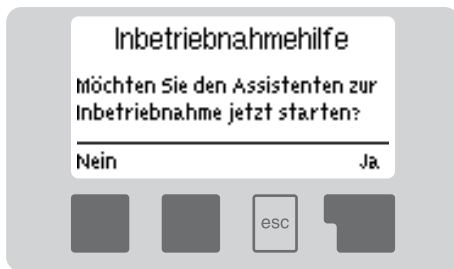 Inbetriebnahmehilfe
Möchten Sie den Assistenten zur
Inbetriebnahme jetzt starten?
Nein Ja
esc